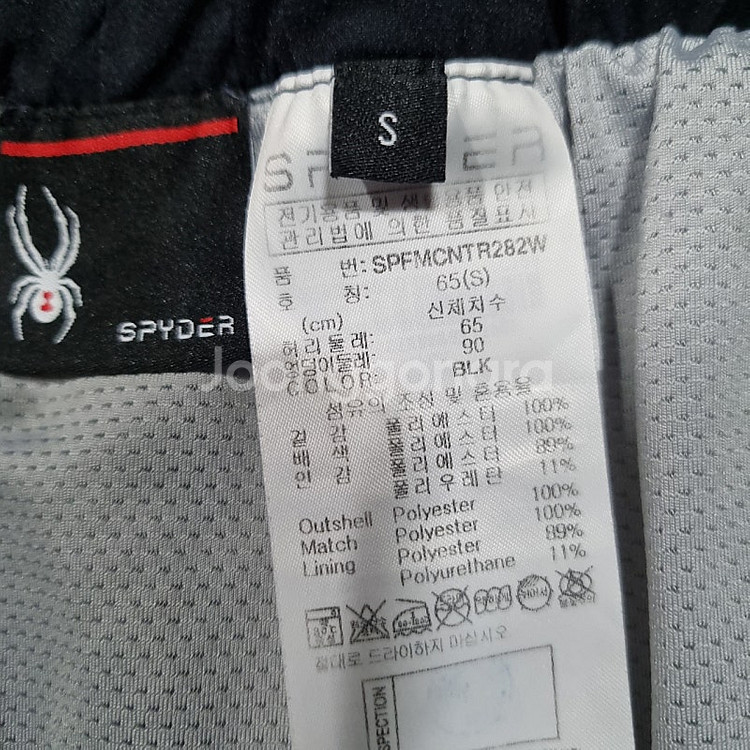 S
SPYDER
SPYDER
전기용품 및 생활용품 안전
관리법에 의한 품질표시
품 번: SPFMCNTR282W
호 칭: 65(S)
(cm) 신체치수
허리둘레: 65
엉덩이둘레: 90
COLOR: BLK
섬유의 조성 및 혼용율
겉 감 폴리에스터 100%
배 색 폴리에스터 100%
안 감 폴리에스터 89%
폴리우레탄 11%
Outshell Polyester 100%
Match Polyester 100%
Lining Polyester 89%
Polyurethane 11%
절대로 드라이하지 마십시오
Joonggonara